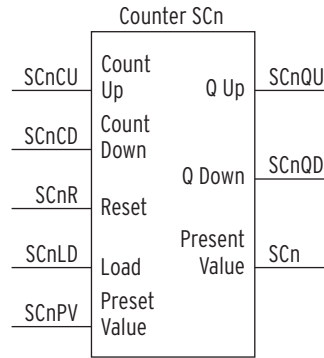 Counter SCn
SCnCU
Count
Up
Q Up
SCnQU
SCnCD
Count
Down
Q Down
SCnQD
SCnR
Reset
Present
Value
SCn
SCnLD
Load
SCnPV
Preset
Value